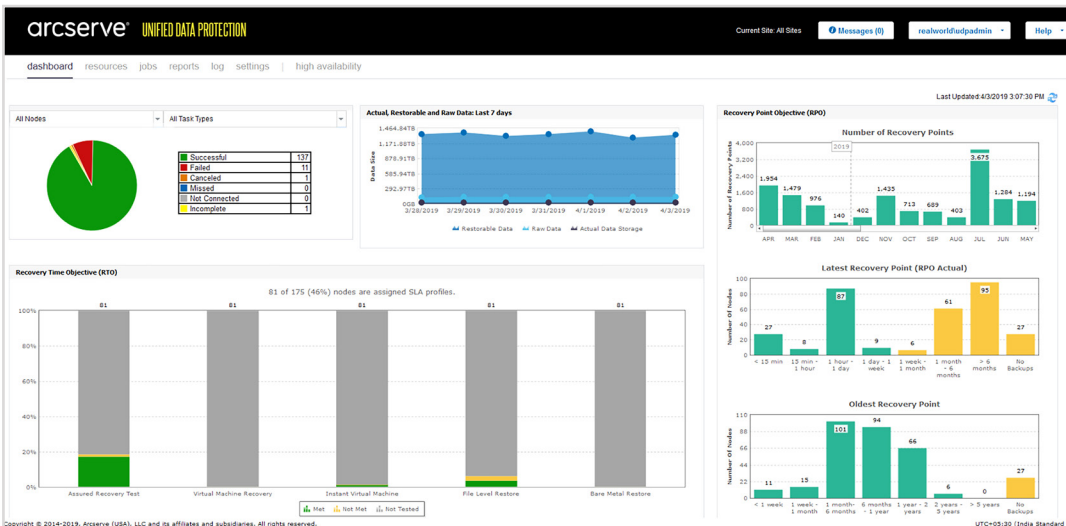 arcserve® UNIFIED DATA PROTECTION
Current Site: All Sites
Messages (0)
realworld\udpadmin
Help
dashboard resources jobs reports log settings | high availability
Last Updated:4/3/2019 3:07:30 PM
All Nodes
All Task Types
Successful 137
Failed 11
Canceled 1
Missed 0
Not Connected 0
Incomplete 1
Actual, Restorable and Raw Data: Last 7 days
Data Size
1,464.84TB
1,171.88TB
878.91TB
585.94TB
292.97TB
0GB
3/28/2019 3/29/2019 3/30/2019 3/31/2019 4/1/2019 4/2/2019 4/3/2019
Restorable Data Raw Data Actual Data Storage
Recovery Point Objective (RPO)
Number of Recovery Points
Number of Recovery Points
4,000
3,200
2,400
1,600
800
0
2019
1,954 1,479 976 140 402 1,435 713 689 403 3,675 1,284 1,194
APR MAR FEB JAN DEC NOV OCT SEP AUG JUL JUN MAY
Latest Recovery Point (RPO Actual)
Number Of Nodes
100
80
60
40
20
0
27 8 87 9 6 61 95 27
< 15 min 15 min - 1 hour 1 hour - 1 day 1 day - 1 week 1 week - 1 month 1 month - 6 months > 6 months No Backups
Oldest Recovery Point
Number Of Nodes
110
88
66
44
22
0
11 15 101 94 66 6 0 27
< 1 week 1 week - 1 month 1 month- 6 months 6 months - 1 year 1 year - 2 years 2 years - 5 years > 5 years No Backups
Recovery Time Objective (RTO)
81 of 175 (46%) nodes are assigned SLA profiles.
81 81 81 81 81
100%
80%
60%
40%
20%
0%
Assured Recovery Test Virtual Machine Recovery Instant Virtual Machine File Level Restore Bare Metal Restore
Met Not Met Not Tested
Copyright © 2014-2019, Arcserve (USA), LLC and its affiliates and subsidiaries. All rights reserved.
UTC+05:30 (India Standard